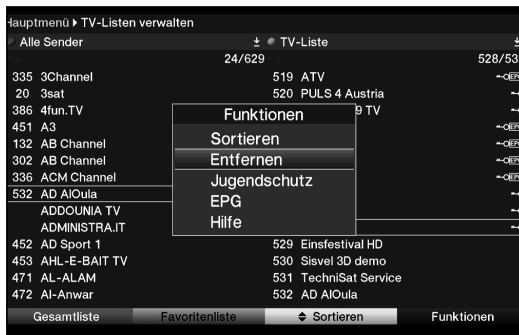 Hauptmenü ▸ TV-Listen verwalten
Alle Sender
TV-Liste
24/629
528/53
335 3Channel
519 ATV
20 3sat
520 PULS 4 Austria
386 4fun.TV
9 TV
451 A3
132 AB Channel
302 AB Channel
336 ACM Channel
532 AD AlOula
ADDOUNIA TV
ADMINISTRA.IT
Funktionen
Sortieren
Entfernen
Jugendschutz
EPG
Hilfe
452 AD Sport 1
529 Einsfestival HD
453 AHL-E-BAIT TV
530 Sisvel 3D demo
471 AL-ALAM
531 TechniSat Service
472 Al-Anwar
532 AD AlOula
Gesamtliste
Favoritenliste
Sortieren
Funktionen